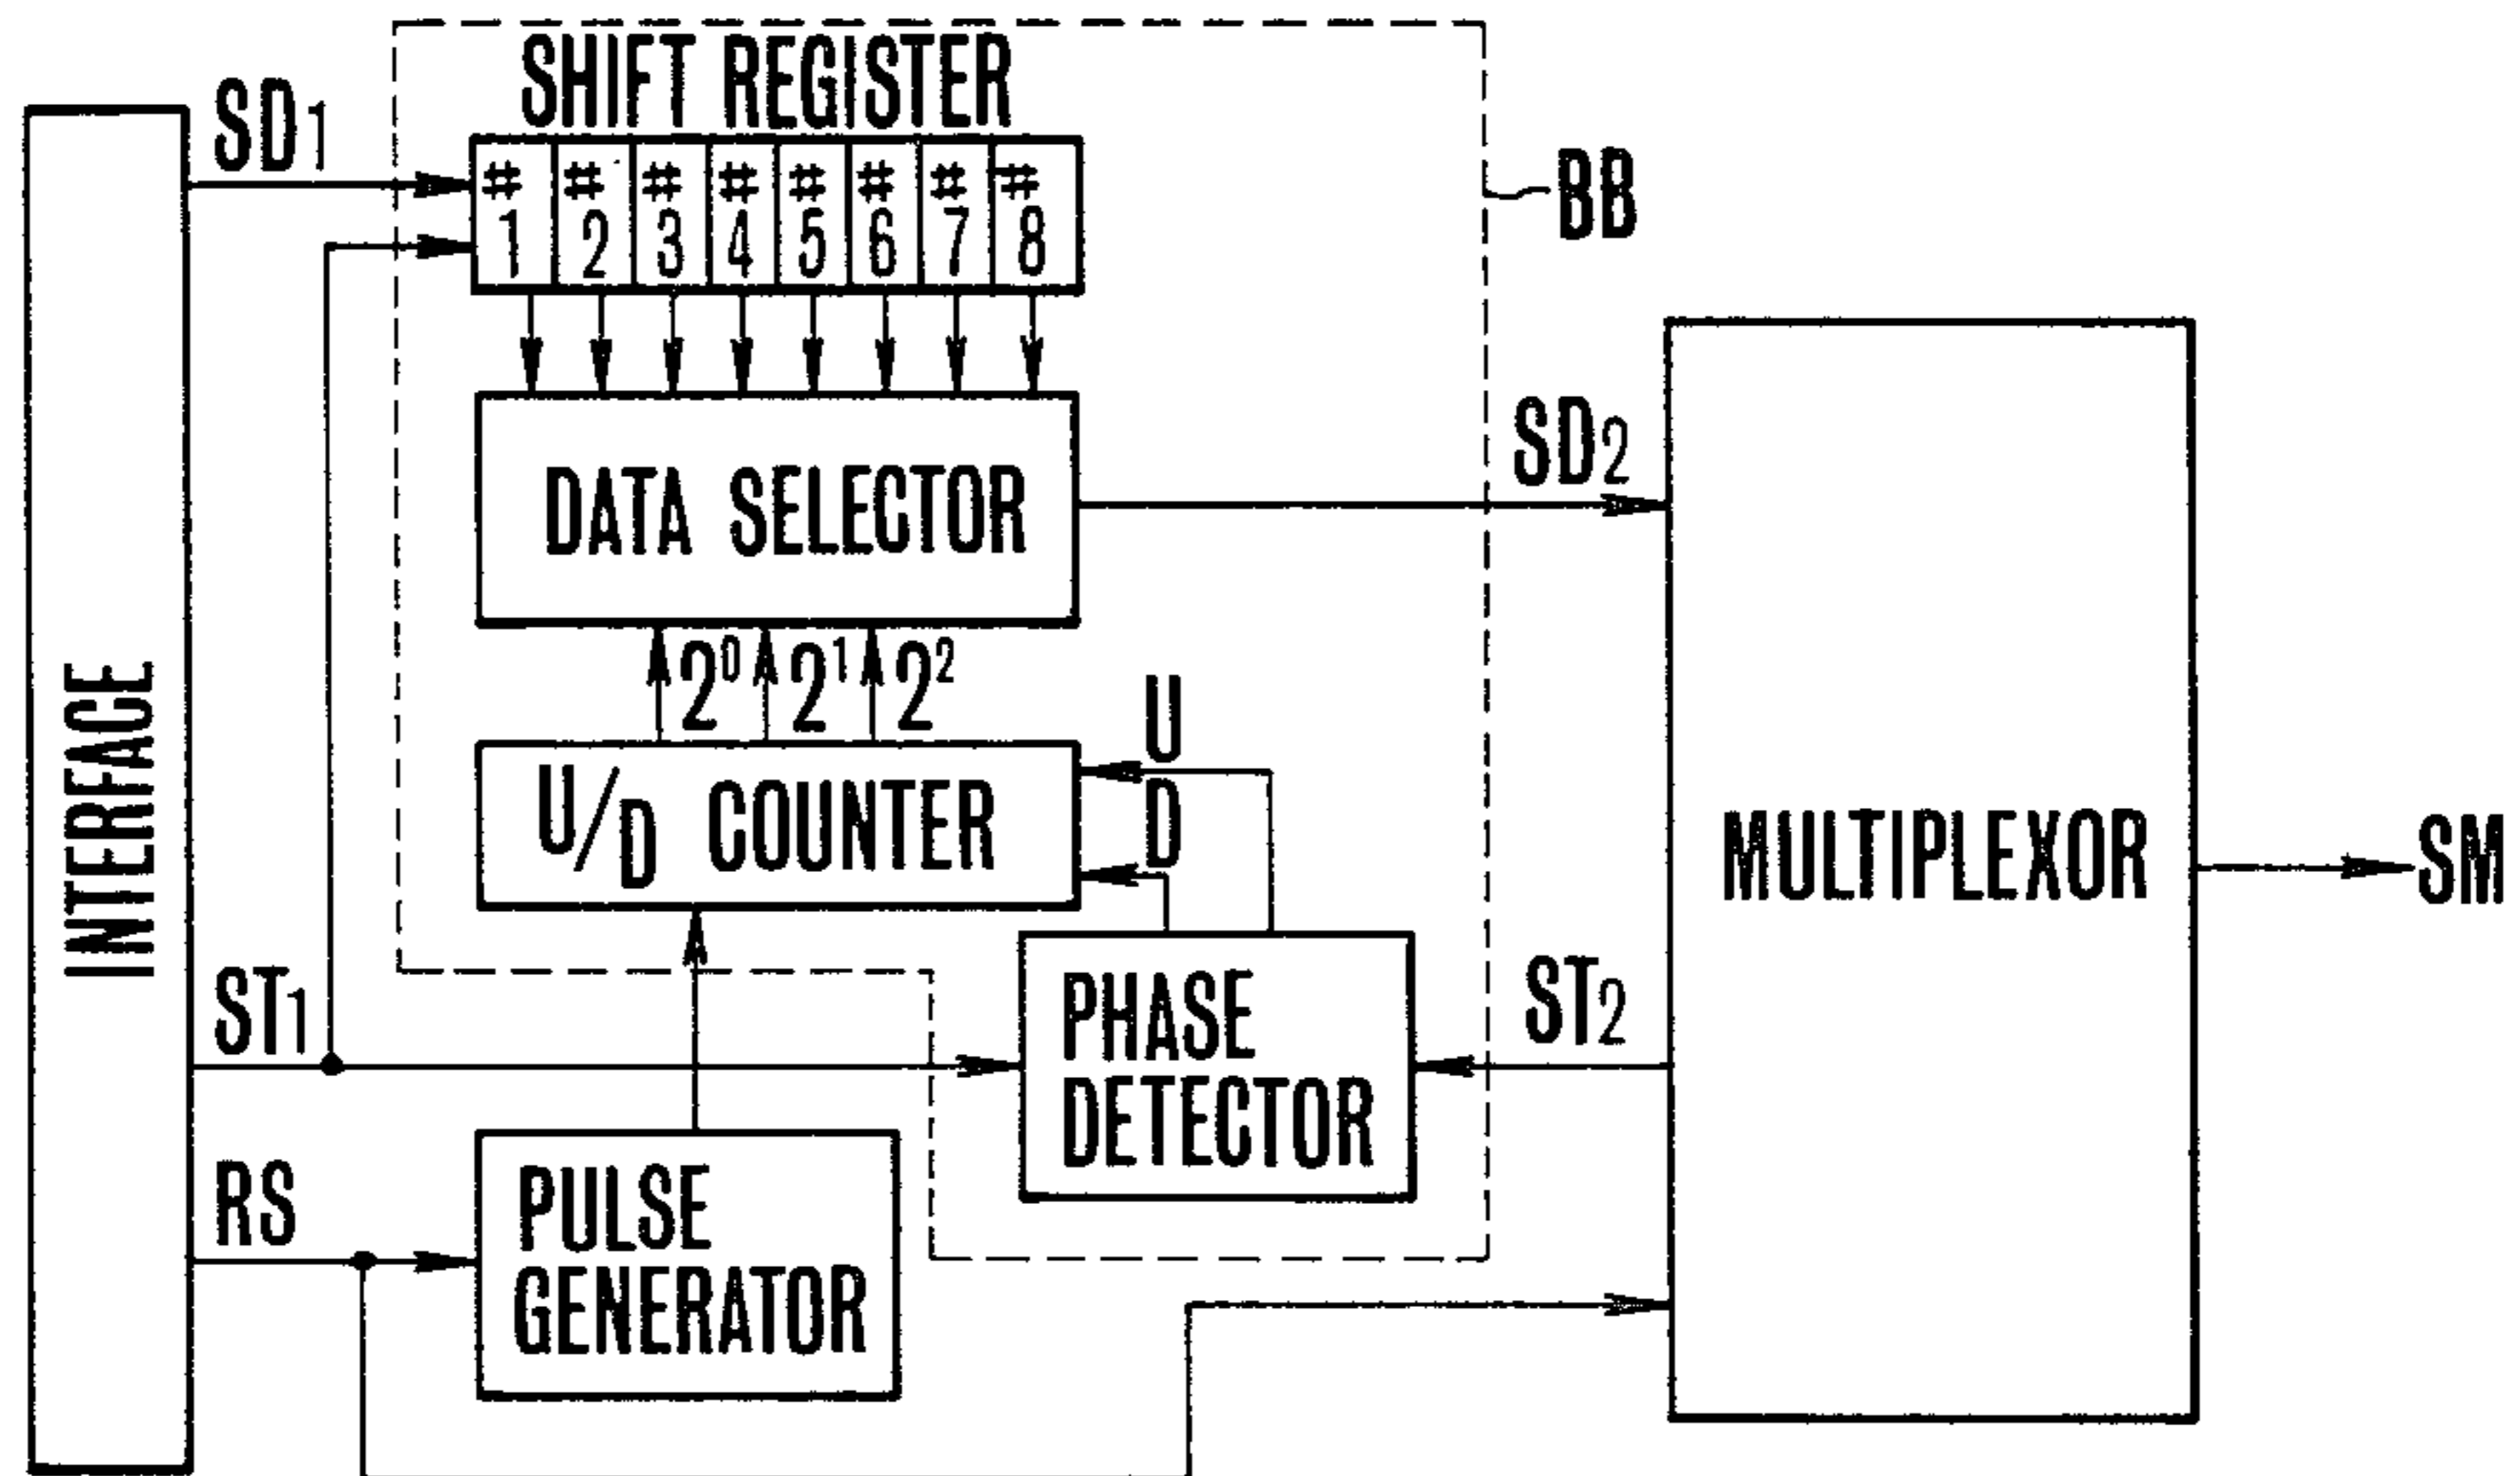 SHIFT REGISTER
SD1
# # # # # # # #
1 2 3 4 5 6 7 8
BB
DATA SELECTOR
SD2
2⁰ 2¹ 2²
U
D
U/D COUNTER
INTERFACE
MULTIPLEXOR
SM
ST1
PHASE
DETECTOR
ST2
RS
PULSE
GENERATOR